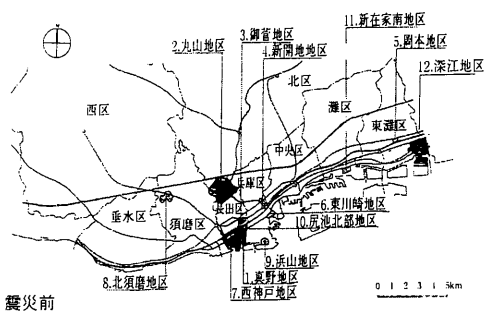 11.新在家南地区
3.御菅地区
5.岡本地区
2.丸山地区
4.新開地地区
12.深江地区
北区
灘区
西区
東灘区
中央区
兵庫区
長田区
垂水区
須磨区
6.東川崎地区
10.尻池北部地区
9.浜山地区
8.北須磨地区
1.真野地区
7.西神戸地区
0 1 2 3 4 5km
震災前